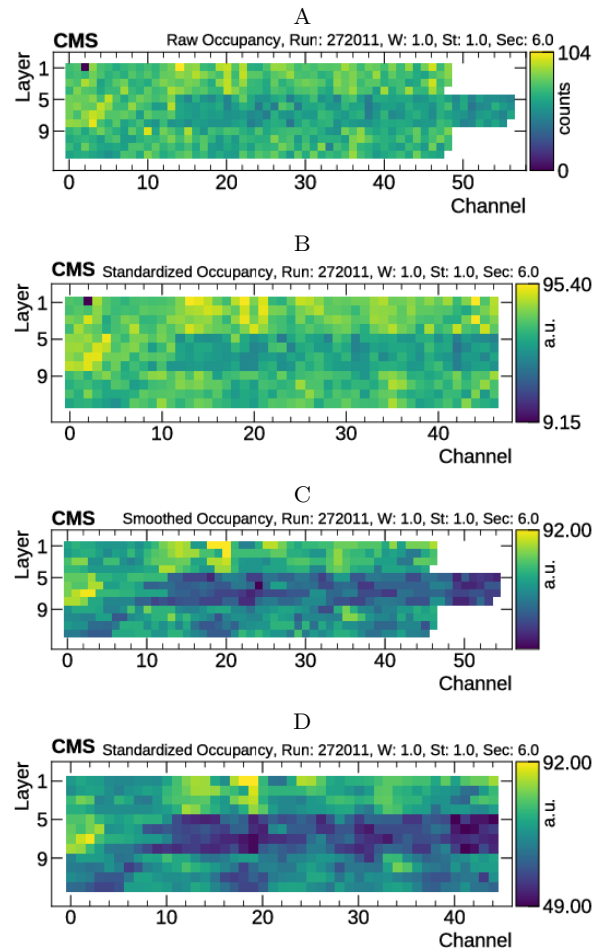 A
CMS Raw Occupancy, Run: 272011, W: 1.0, St: 1.0, Sec: 6.0
Layer
1
5
9
0 10 20 30 40 50
Channel
104
counts
0
B
CMS Standardized Occupancy, Run: 272011, W: 1.0, St: 1.0, Sec: 6.0
Layer
1
5
9
0 10 20 30 40
Channel
95.40
a.u.
9.15
C
CMS Smoothed Occupancy, Run: 272011, W: 1.0, St: 1.0, Sec: 6.0
Layer
1
5
9
0 10 20 30 40 50
Channel
92.00
a.u.
D
CMS Standardized Occupancy, Run: 272011, W: 1.0, St: 1.0, Sec: 6.0
Layer
1
5
9
0 10 20 30 40
Channel
92.00
a.u.
49.00